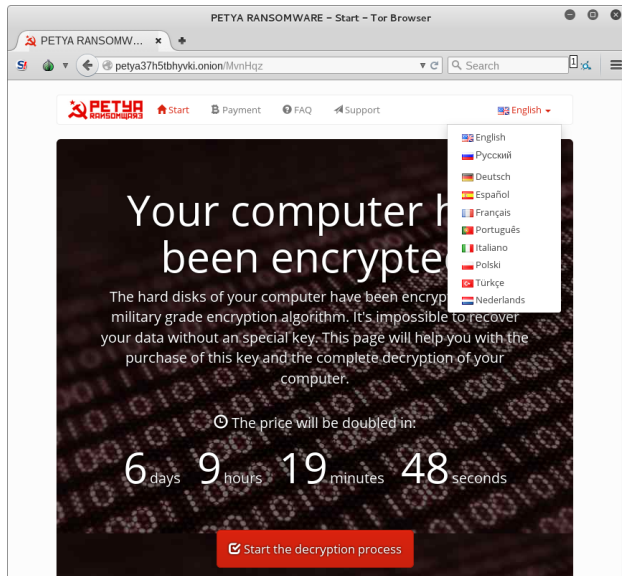 PETYA RANSOMWARE – Start – Tor Browser
PETYA RANSOMW...
petya37h5tbhyvki.onion/MvnHqz
Search
1
PETYA
RANSOMWARE
Start
Payment
FAQ
Support
English
English
Русский
Deutsch
Español
Français
Português
Italiano
Polski
Türkçe
Nederlands
Your computer h
been encrypte
The hard disks of your computer have been encryp
military grade encryption algorithm. It's impossible to recover
your data without an special key. This page will help you with the
purchase of this key and the complete decryption of your
computer.
The price will be doubled in:
6 days 9 hours 19 minutes 48 seconds
Start the decryption process